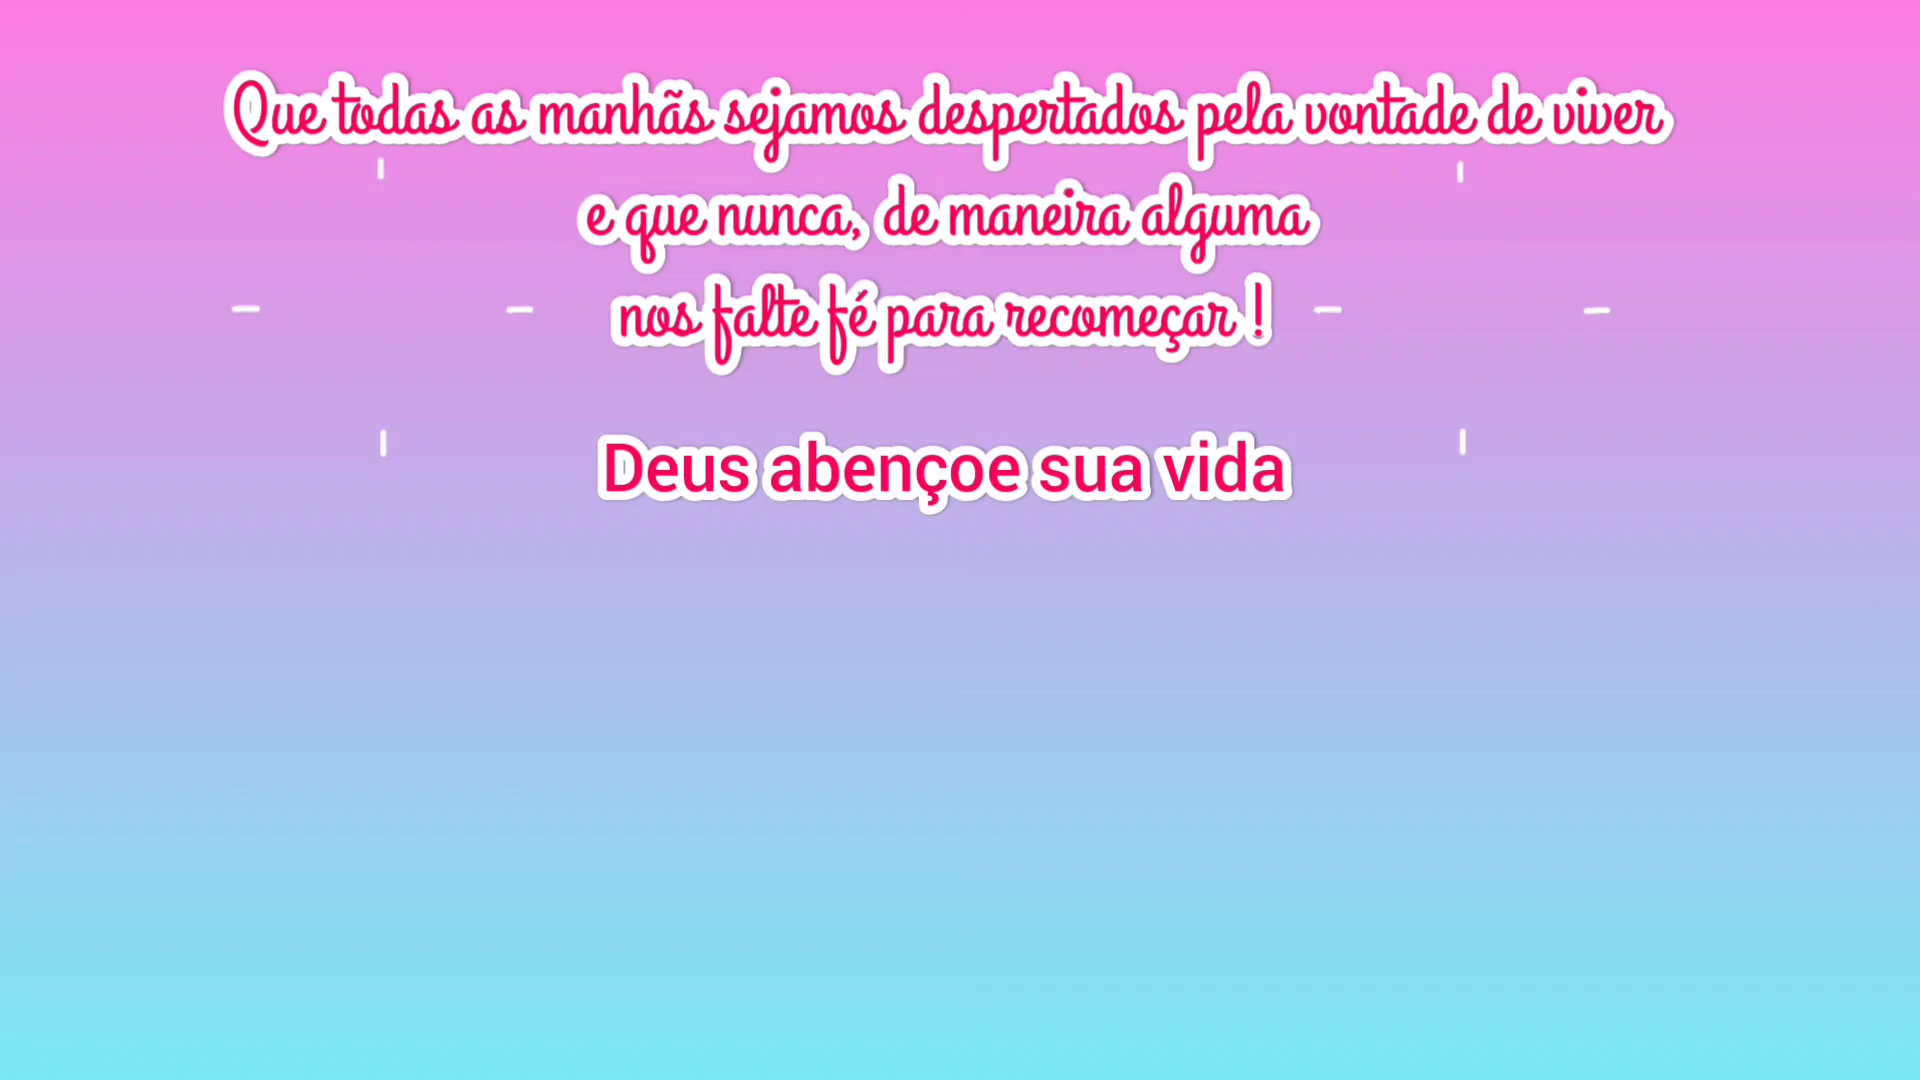 Que todas as manhãs sejamos despertados pela vontade de viver
e que nunca, de maneira alguma
nos falte fé para recomeçar !
Deus abençoe sua vida